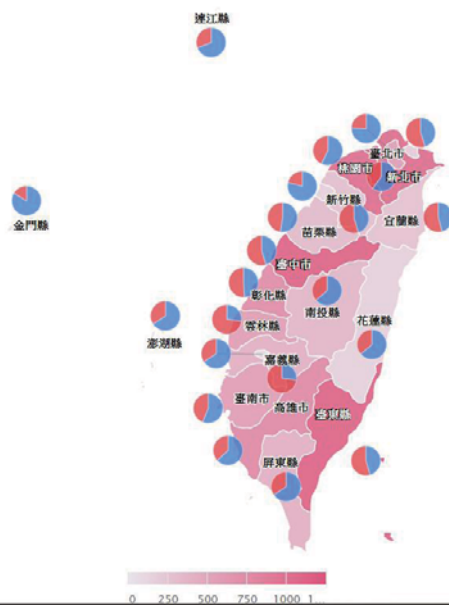 連江縣
臺北市
桃園市
新北市
金門縣
新竹縣
宜蘭縣
苗栗縣
臺中市
彰化縣
南投縣
花蓮縣
雲林縣
澎湖縣
嘉義縣
臺南市
高雄市
臺東縣
屏東縣
0 250 500 750 1000 1...